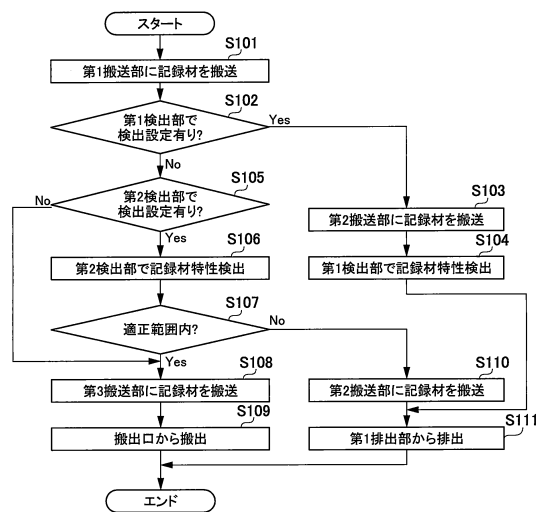 スタート
S101
第1搬送部に記録材を搬送
S102
第1検出部で
検出設定有り?
Yes
No
S105
第2検出部で
検出設定有り?
No
Yes
S103
第2搬送部に記録材を搬送
S106
第2検出部で記録材特性検出
S104
第1検出部で記録材特性検出
S107
適正範囲内?
No
Yes
S108
第3搬送部に記録材を搬送
S110
第2搬送部に記録材を搬送
S109
搬出口から搬出
S111
第1排出部から排出
エンド